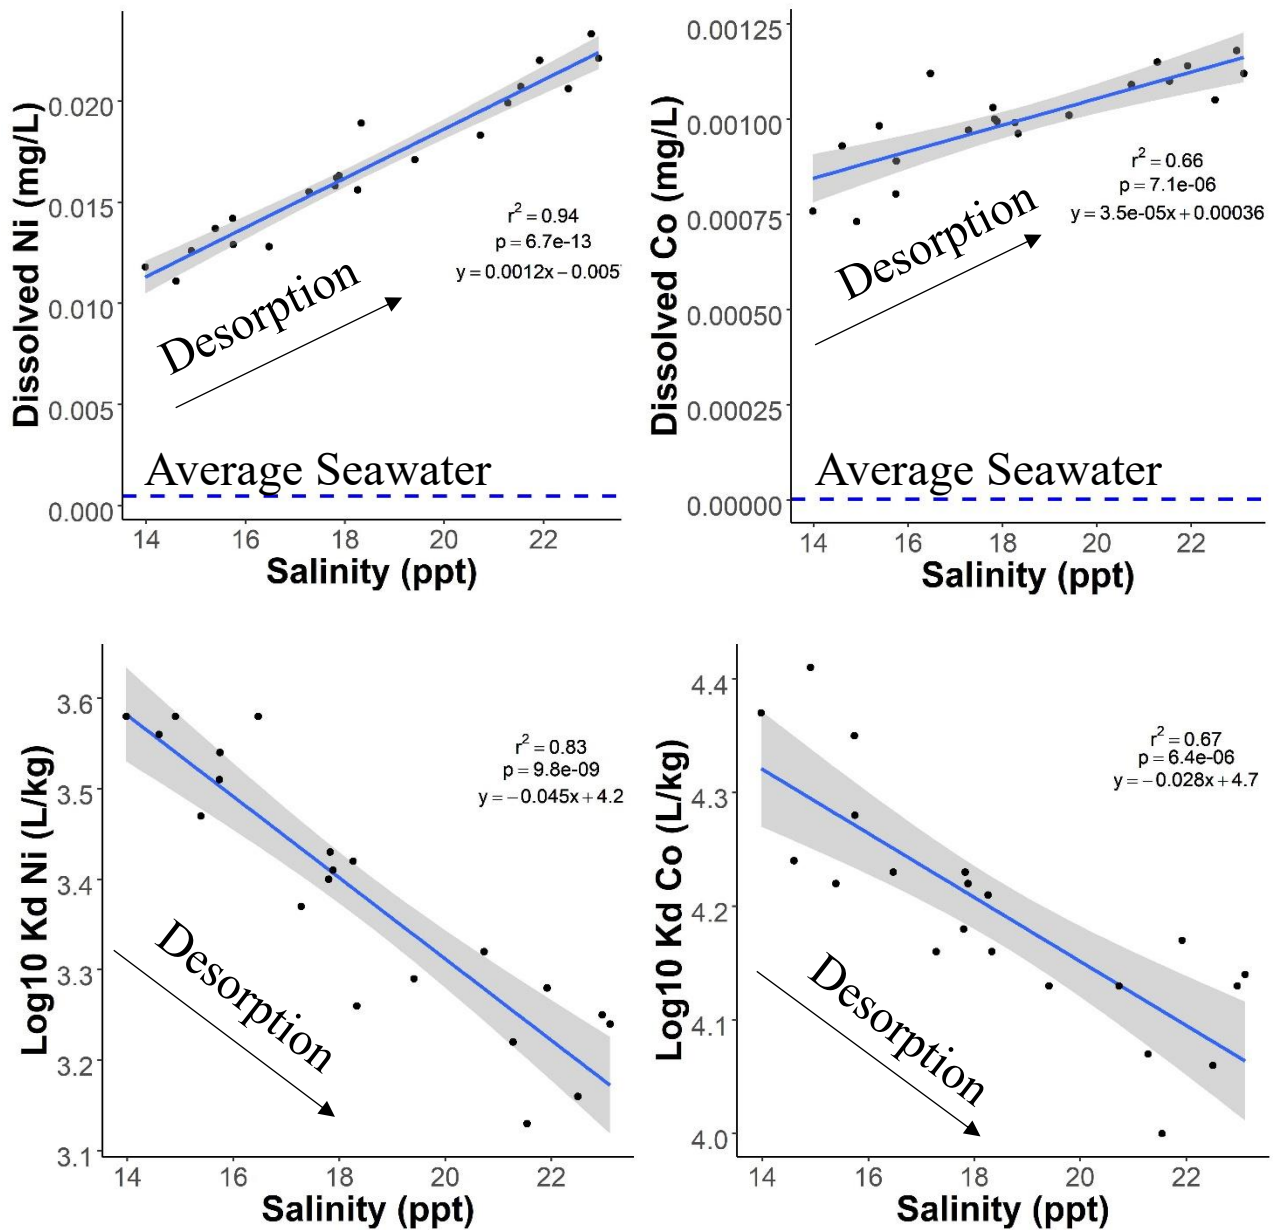 Dissolved Ni (mg/L)
0.020
0.015
0.010
0.005
0.000
r² = 0.94
p = 6.7e-13
y = 0.0012x − 0.005
Desorption
Average Seawater
14 16 18 20 22
Salinity (ppt)
Dissolved Co (mg/L)
0.00125
0.00100
0.00075
0.00050
0.00025
0.00000
r² = 0.66
p = 7.1e-06
y = 3.5e-05x + 0.00036
Desorption
Average Seawater
14 16 18 20 22
Salinity (ppt)
Log10 Kd Ni (L/kg)
3.6
3.5
3.4
3.3
3.2
3.1
r² = 0.83
p = 9.8e-09
y = −0.045x + 4.2
Desorption
14 16 18 20 22
Salinity (ppt)
Log10 Kd Co (L/kg)
4.4
4.3
4.2
4.1
4.0
r² = 0.67
p = 6.4e-06
y = −0.028x + 4.7
Desorption
14 16 18 20 22
Salinity (ppt)